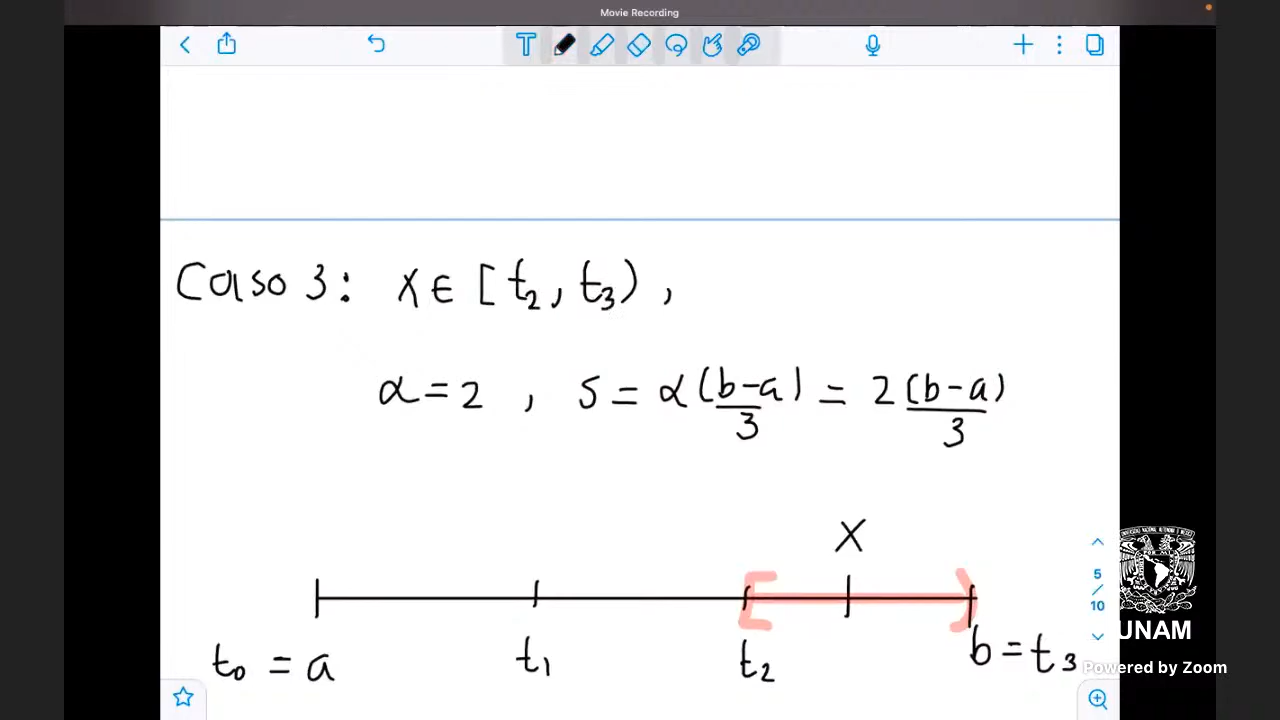 Movie Recording
Caso 3: x ∈ [t₂, t₃),
α = 2 , S = α (b-a)/3 = 2 (b-a)/3
x
t₀ = a t₁ t₂ b = t₃
5
/
10
UNAM
Powered by Zoom